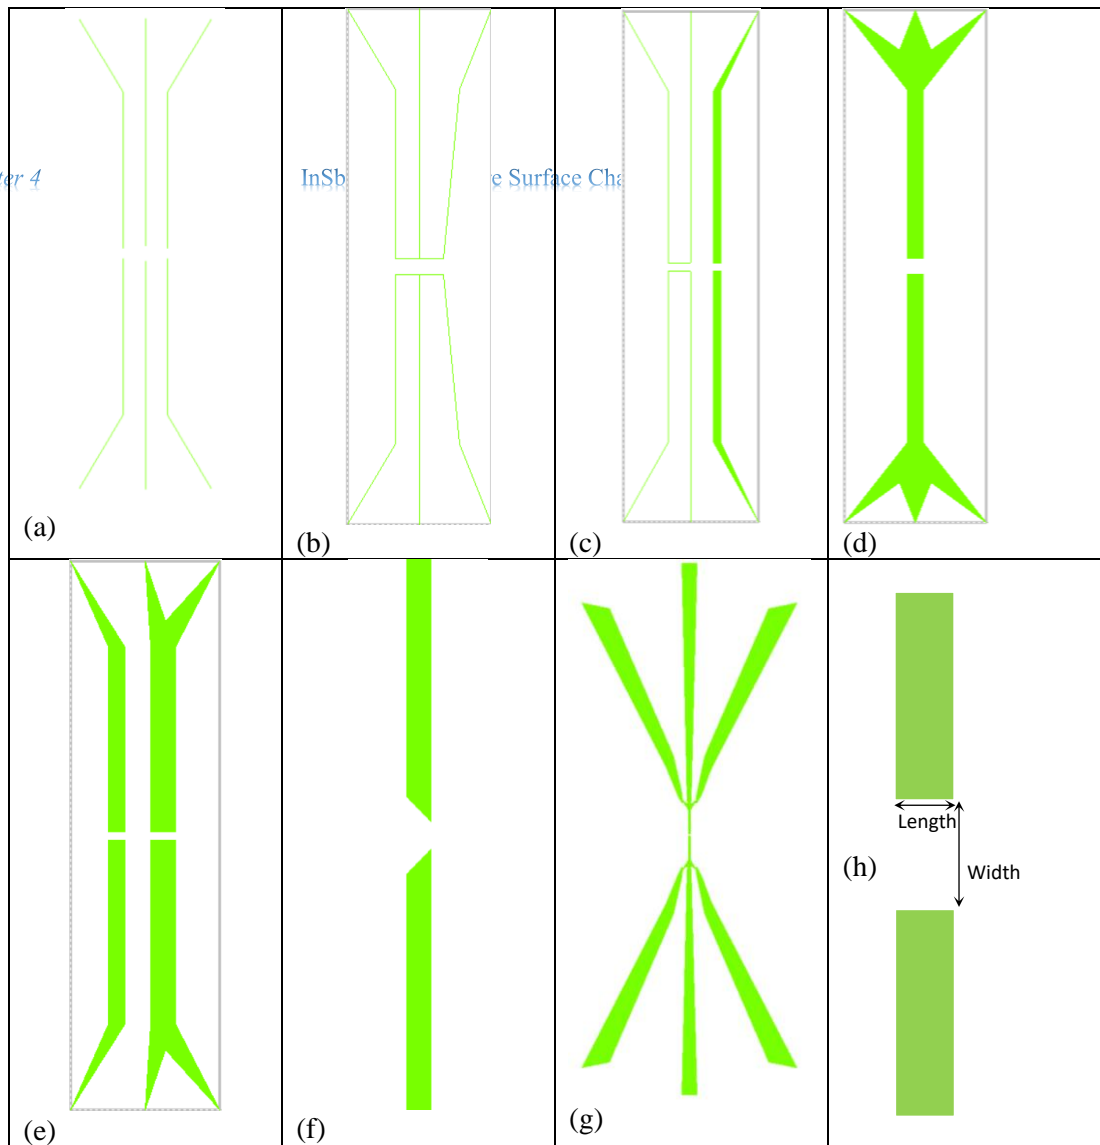 ter 4
InSb
e Surface Cha
(a)
(b)
(c)
(d)
(e)
(f)
(g)
Length
(h)
Width